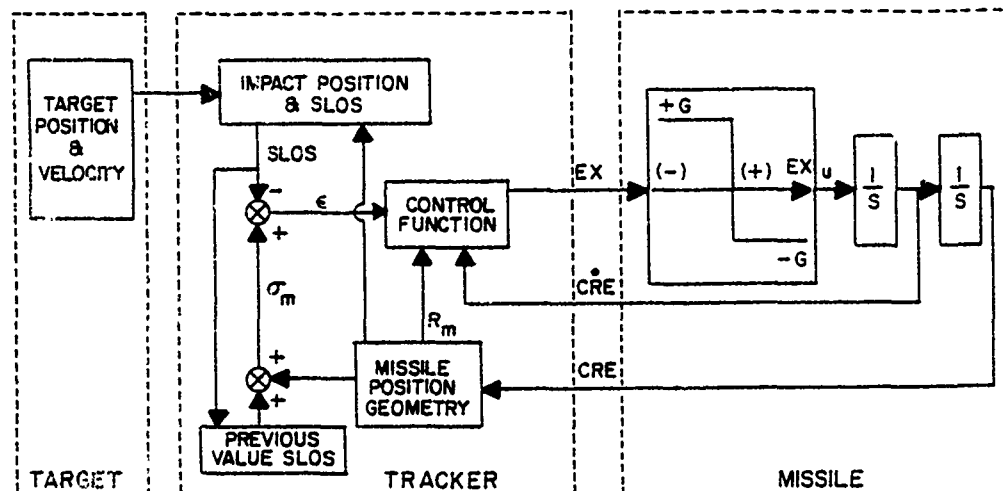 TARGET
POSITION
&
VELOCITY
IMPACT POSITION
& SLOS
SLOS
-
+
ϵ
CONTROL
FUNCTION
EX
+G
(-)
(+)
EX
-G
u
1
S
1
S
σm
Rm
CṘE
CRE
+
+
MISSILE
POSITION
GEOMETRY
PREVIOUS
VALUE SLOS
TARGET
TRACKER
MISSILE